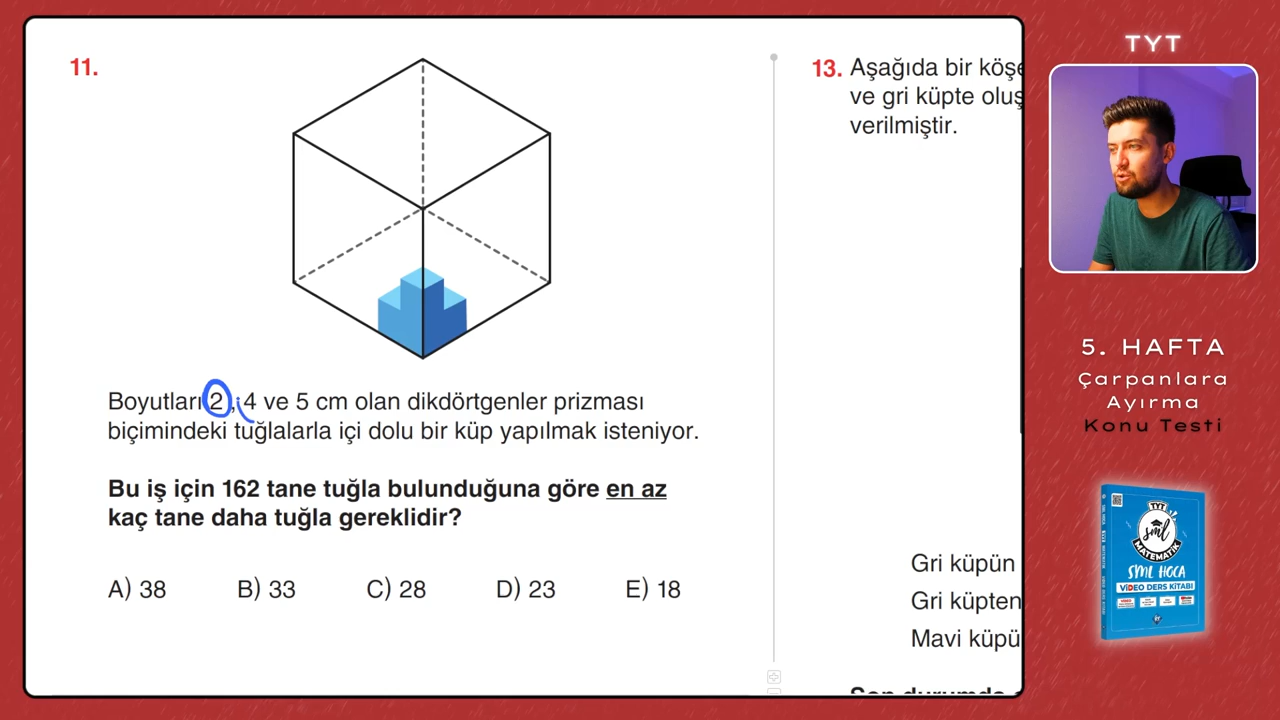 11.
Boyutları 2 , 4 ve 5 cm olan dikdörtgenler prizması
biçimindeki tuğlalarla içi dolu bir küp yapılmak isteniyor.
Bu iş için 162 tane tuğla bulunduğuna göre en az
kaç tane daha tuğla gereklidir?
A) 38 B) 33 C) 28 D) 23 E) 18
13. Aşağıda bir köşe
ve gri küpte oluş
verilmiştir.
Gri küpün
Gri küpten
Mavi küpü
TYT
5. HAFTA
Çarpanlara
Ayırma
Konu Testi
TYT
sml
MATEMATİK
SML HOCA
VİDEO DERS KİTABI